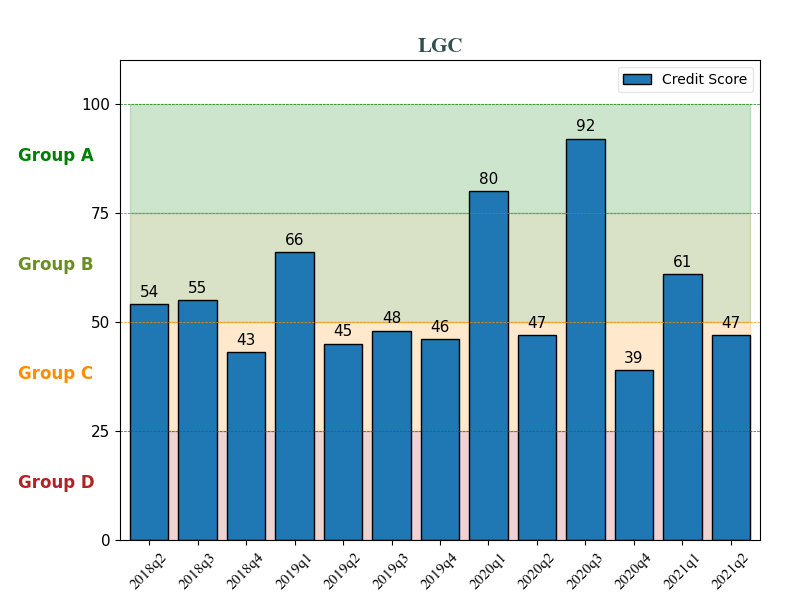 LGC
Credit Score
100
Group A
75
Group B
50
Group C
25
Group D
0
54
55
43
66
45
48
46
80
47
92
39
61
47
2018q2
2018q3
2018q4
2019q1
2019q2
2019q3
2019q4
2020q1
2020q2
2020q3
2020q4
2021q1
2021q2